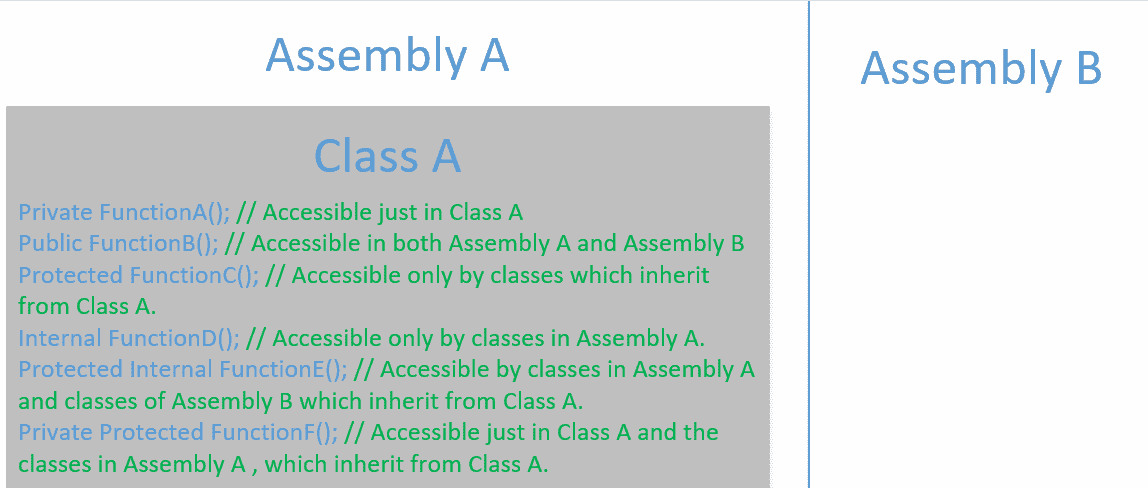 Assembly A
Assembly B
Class A
Private FunctionA(); // Accessible just in Class A
Public FunctionB(); // Accessible in both Assembly A and Assembly B
Protected FunctionC(); // Accessible only by classes which inherit
from Class A.
Internal FunctionD(); // Accessible only by classes in Assembly A.
Protected Internal FunctionE(); // Accessible by classes in Assembly A
and classes of Assembly B which inherit from Class A.
Private Protected FunctionF(); // Accessible just in Class A and the
classes in Assembly A , which inherit from Class A.